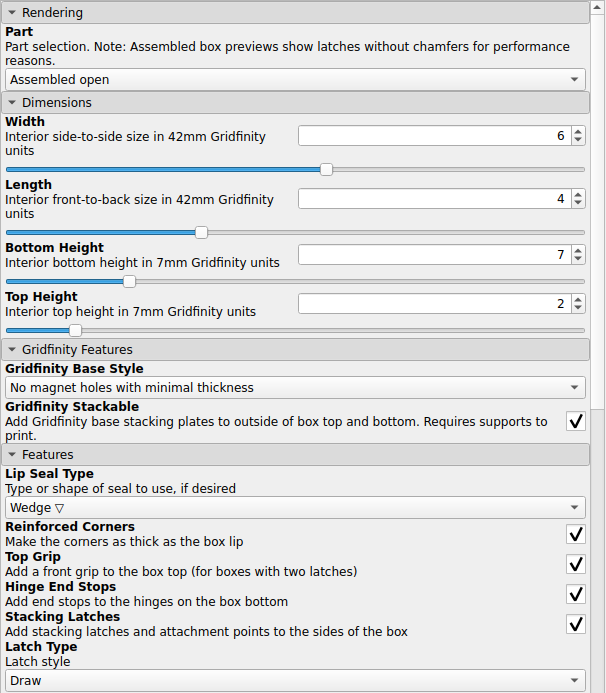 Rendering
Part
Part selection. Note: Assembled box previews show latches without chamfers for performance
reasons.
Assembled open
Dimensions
Width
Interior side-to-side size in 42mm Gridfinity
units
6
Length
Interior front-to-back size in 42mm Gridfinity
units
4
Bottom Height
Interior bottom height in 7mm Gridfinity units
7
Top Height
Interior top height in 7mm Gridfinity units
2
Gridfinity Features
Gridfinity Base Style
No magnet holes with minimal thickness
Gridfinity Stackable
Add Gridfinity base stacking plates to outside of box top and bottom. Requires supports to
print.
Features
Lip Seal Type
Type or shape of seal to use, if desired
Wedge ▽
Reinforced Corners
Make the corners as thick as the box lip
Top Grip
Add a front grip to the box top (for boxes with two latches)
Hinge End Stops
Add end stops to the hinges on the box bottom
Stacking Latches
Add stacking latches and attachment points to the sides of the box
Latch Type
Latch style
Draw